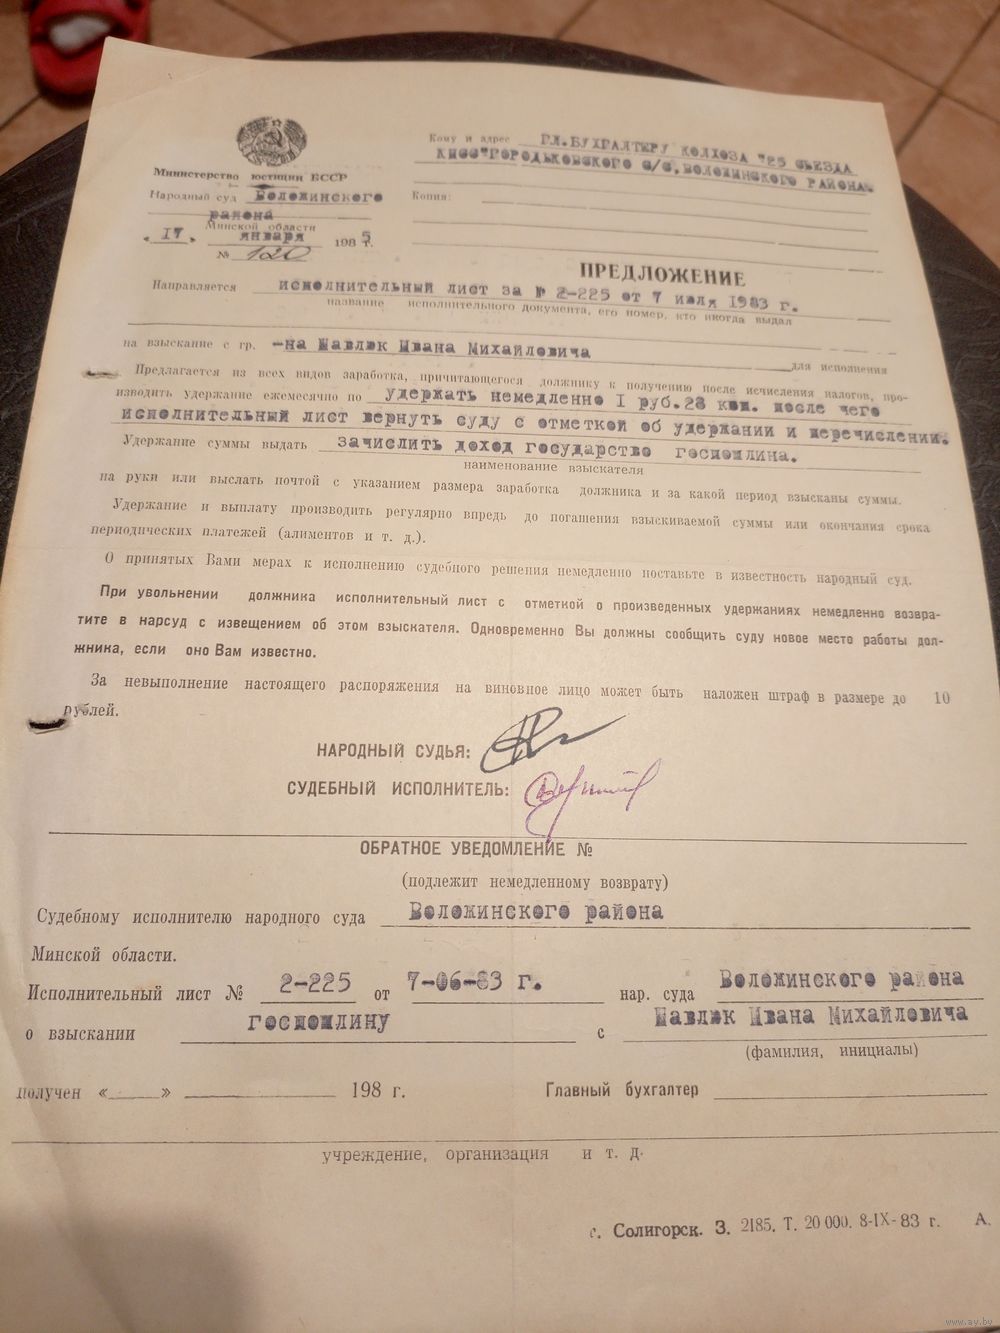 Министерство юстиции БССР
Народный суд Воложинского
района
Минской области
"17" января 1985 г.
№ 120
Кому и адрес ГЛ.БУХГАЛТЕРУ КОЛХОЗА "25 СЪЕЗДА
КПСС"ГОРОДЬКОВСКОГО С/С, ВОЛОЖИНСКОГО РАЙОНА.
Копия:
ПРЕДЛОЖЕНИЕ
Направляется исполнительный лист за № 2-225 от 7 июля 1983 г.
название исполнительного документа, его номер, кто и когда выдал
на взыскание с гр. -на Павлюк Ивана Михайловича
для исполнения
Предлагается из всех видов заработка, причитающегося должнику к получению после исчисления налогов, про-
изводить удержание ежемесячно по удержать немедленно I руб.28 коп. после чего
исполнительный лист вернуть суду с отметкой об удержании и перечислении.
Удержание суммы выдать зачислить доход государство госпошлина.
наименование взыскателя
на руки или выслать почтой с указанием размера заработка должника и за какой период взысканы суммы.
Удержание и выплату производить регулярно впредь до погашения взыскиваемой суммы или окончания срока
периодических платежей (алиментов и т. д.).
О принятых Вами мерах к исполнению судебного решения немедленно поставьте в известность народный суд.
При увольнении должника исполнительный лист с отметкой о произведенных удержаниях немедленно возвра-
тите в нарсуд с извещением об этом взыскателя. Одновременно Вы должны сообщить суду новое место работы дол-
жника, если оно Вам известно.
За невыполнение настоящего распоряжения на виновное лицо может быть наложен штраф в размере до 10
рублей.
НАРОДНЫЙ СУДЬЯ:
СУДЕБНЫЙ ИСПОЛНИТЕЛЬ:
ОБРАТНОЕ УВЕДОМЛЕНИЕ №
(подлежит немедленному возврату)
Судебному исполнителю народного суда Воложинского района
Минской области.
Исполнительный лист № 2-225 от 7-06-83 г. нар. суда Воложинского района
о взыскании госпошлину с Павлюк Ивана Михайловича
(фамилия, инициалы)
получен «____» ________ 198 г. Главный бухгалтер
учреждение, организация и т. д.
г. Солигорск. З. 2185. Т. 20 000. 8-IX-83 г. А.
www.ay.by